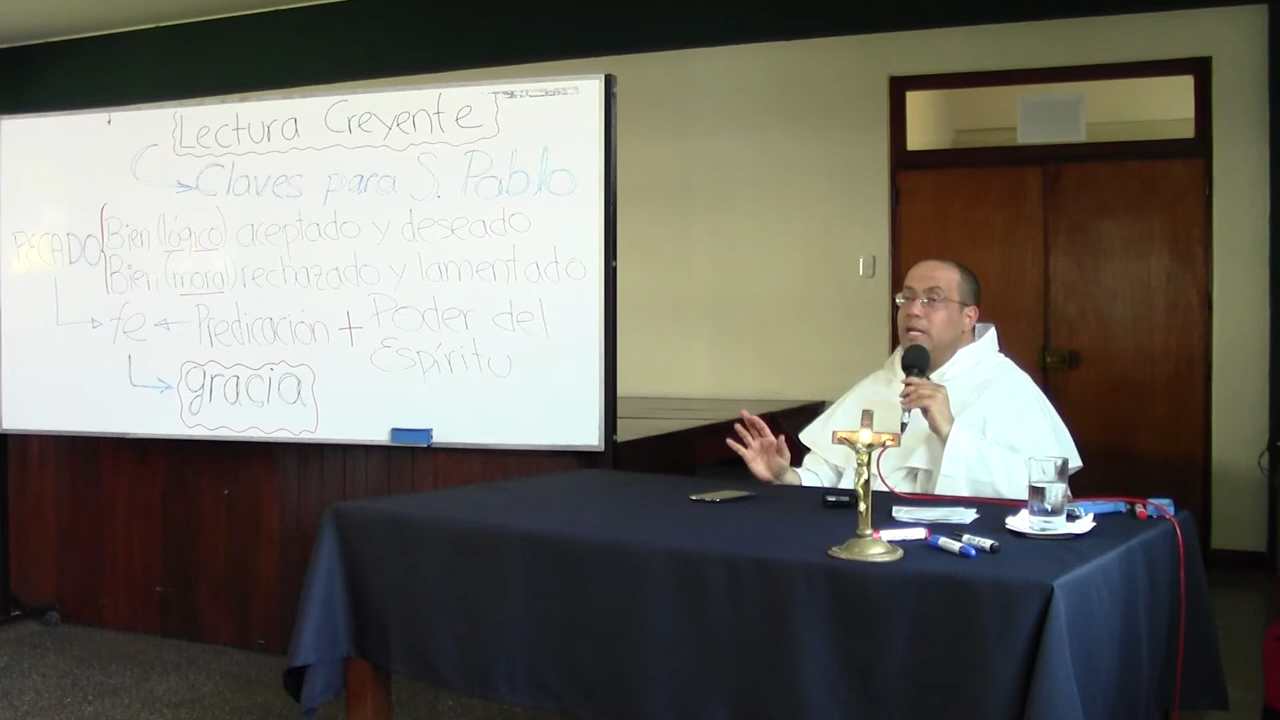 Lectura Creyente
Claves para S. Pablo
PECADO
Bien (lógico) aceptado y deseado
Bien (moral) rechazado y lamentado
fe Predicación + Poder del
Espíritu
gracia